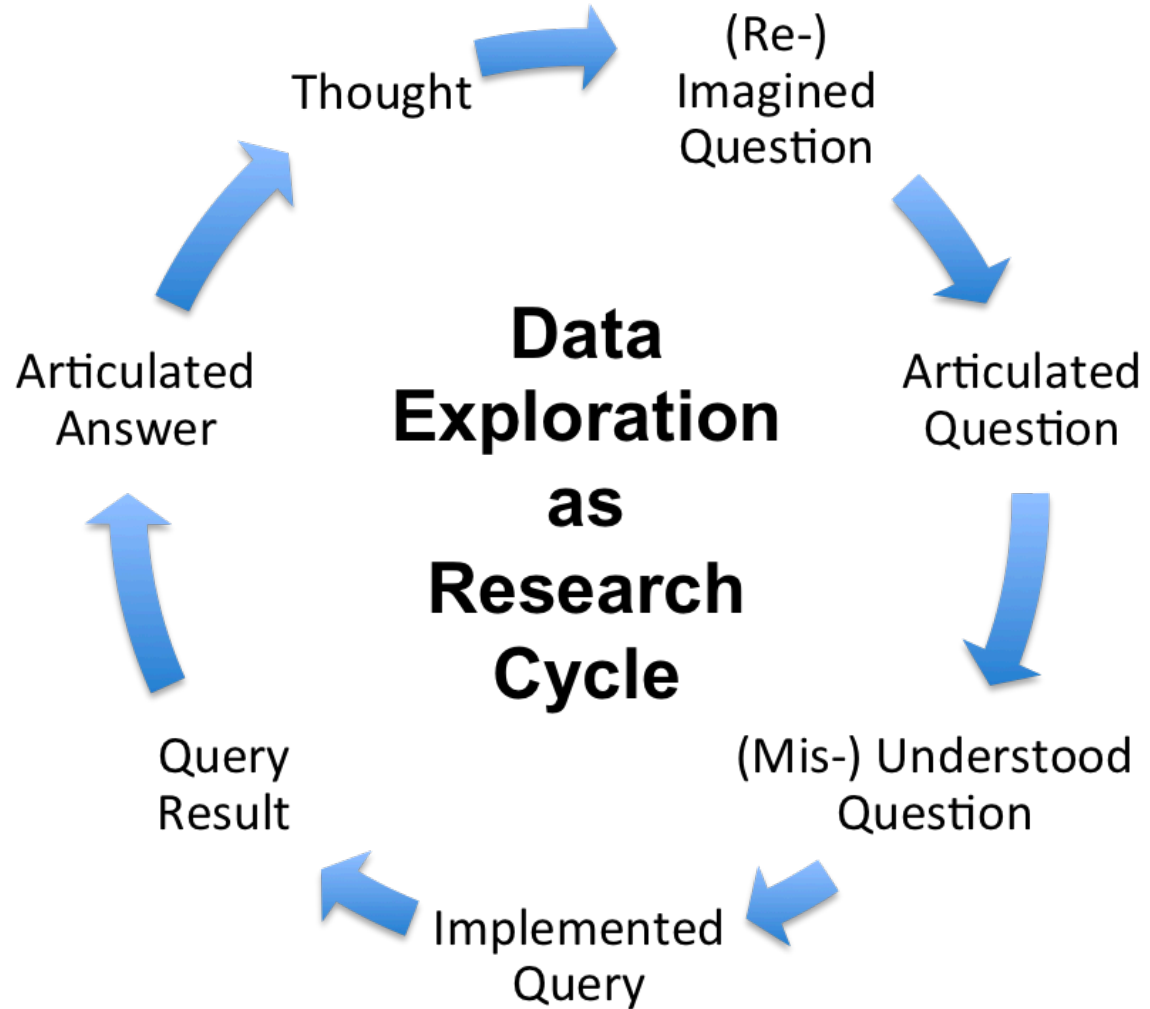 Thought
(Re-)
Imagined
Question
Articulated
Question
(Mis-) Understood
Question
Implemented
Query
Query
Result
Articulated
Answer
Data
Exploration
as
Research
Cycle